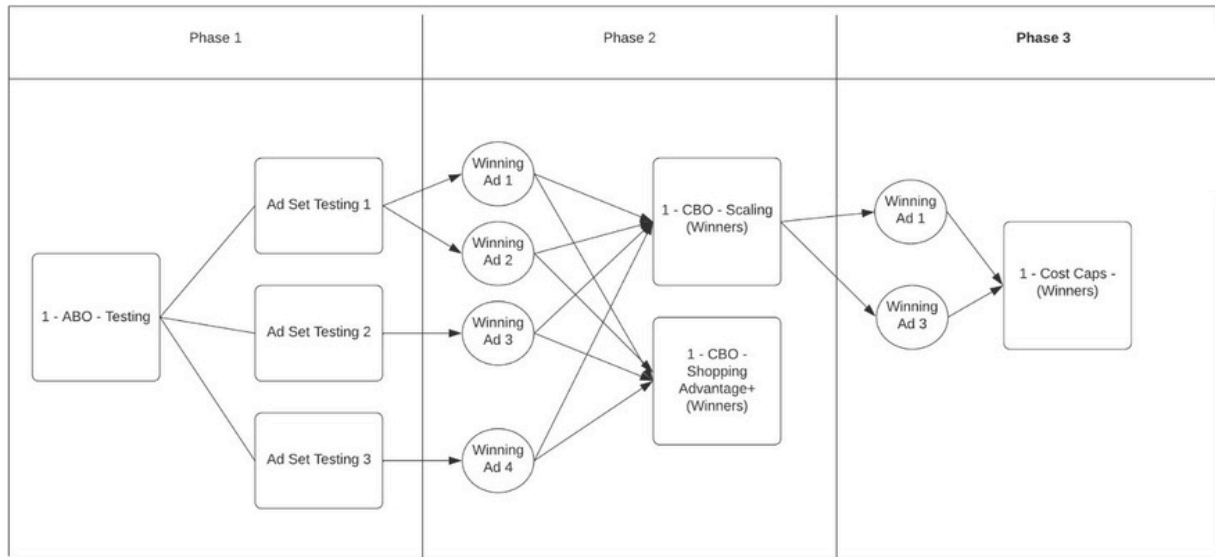 Phase 1
Phase 2
Phase 3
1 - ABO - Testing
Ad Set Testing 1
Ad Set Testing 2
Ad Set Testing 3
Winning
Ad 1
Winning
Ad 2
Winning
Ad 3
Winning
Ad 4
1 - CBO - Scaling
(Winners)
1 - CBO -
Shopping
Advantage+
(Winners)
Winning
Ad 1
Winning
Ad 3
1 - Cost Caps -
(Winners)